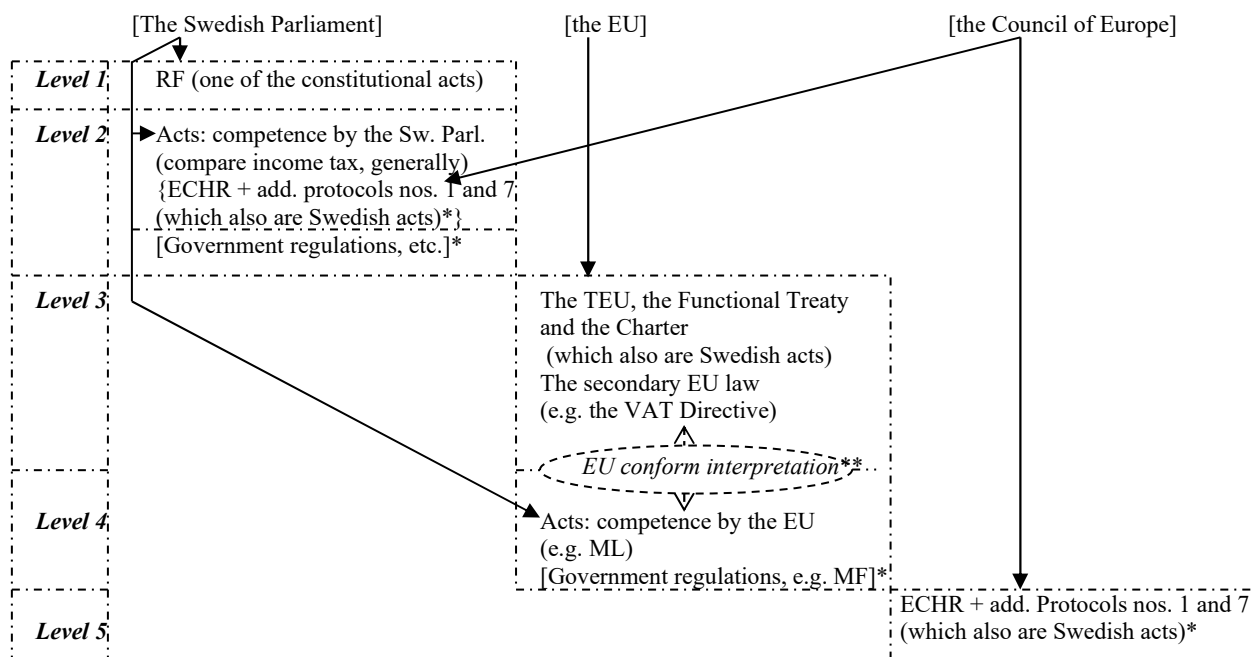 [The Swedish Parliament] [the EU] [the Council of Europe]
Level 1 RF (one of the constitutional acts)
Level 2 Acts: competence by the Sw. Parl.
(compare income tax, generally)
{ECHR + add. protocols nos. 1 and 7
(which also are Swedish acts)*}
[Government regulations, etc.]*
Level 3 The TEU, the Functional Treaty
and the Charter
(which also are Swedish acts)
The secondary EU law
(e.g. the VAT Directive)
EU conform interpretation**
Level 4 Acts: competence by the EU
(e.g. ML)
[Government regulations, e.g. MF]*
ECHR + add. Protocols nos. 1 and 7
Level 5 (which also are Swedish acts)*